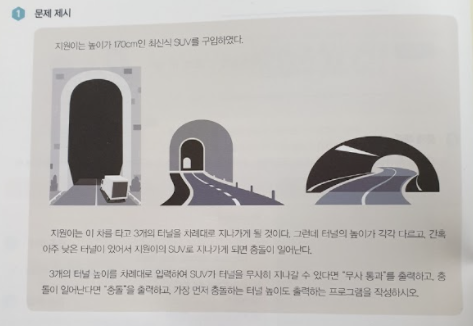 1 문제 제시
지원이는 높이가 170cm인 최신식 SUV를 구입하였다.
지원이는 이 차를 타고 3개의 터널을 차례대로 지나가게 될 것이다. 그런데 터널의 높이가 각각 다르고, 간혹
아주 낮은 터널이 있어서 지원이의 SUV로 지나가게 되면 충돌이 일어난다.
3개의 터널 높이를 차례대로 입력하여 SUV가 터널을 무사히 지나갈 수 있다면 "무사 통과"를 출력하고, 충
돌이 일어난다면 "충돌"을 출력하고, 가장 먼저 충돌하는 터널 높이도 출력하는 프로그램을 작성하시오.